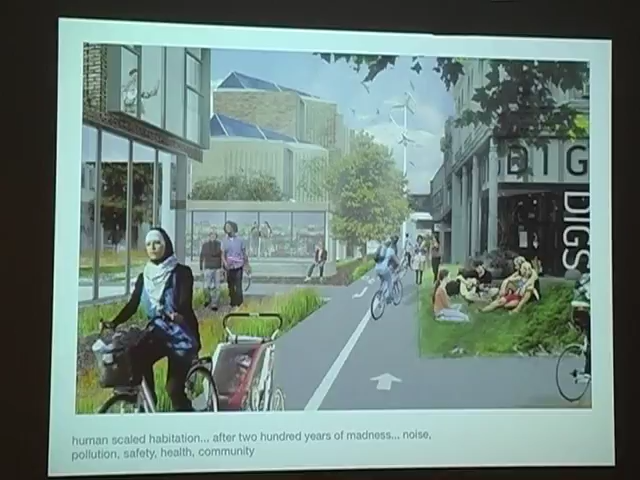 DIG
DIGS
human scaled habitation... after two hundred years of madness... noise,
pollution, safety, health, community